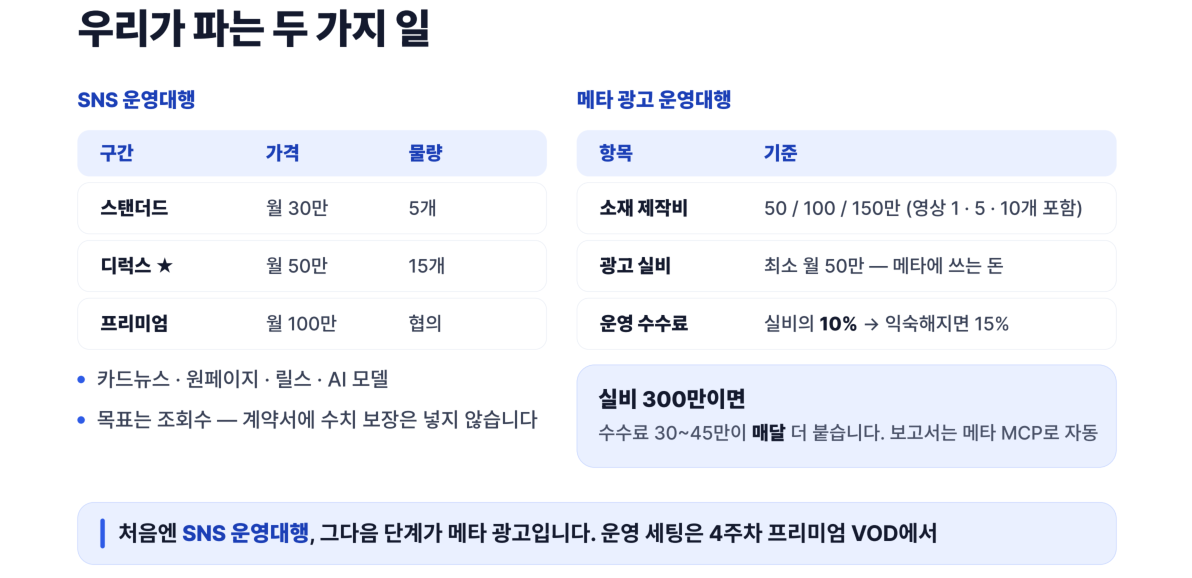 우리가 파는 두 가지 일
SNS 운영대행
구간 가격 물량
스탠더드 월 30만 5개
디럭스 ★ 월 50만 15개
프리미엄 월 100만 협의
• 카드뉴스 · 원페이지 · 릴스 · AI 모델
• 목표는 조회수 — 계약서에 수치 보장은 넣지 않습니다
메타 광고 운영대행
항목 기준
소재 제작비 50 / 100 / 150만 (영상 1 · 5 · 10개 포함)
광고 실비 최소 월 50만 — 메타에 쓰는 돈
운영 수수료 실비의 10% → 익숙해지면 15%
실비 300만이면
수수료 30~45만이 매달 더 붙습니다. 보고서는 메타 MCP로 자동
처음엔 SNS 운영대행, 그다음 단계가 메타 광고입니다. 운영 세팅은 4주차 프리미엄 VOD에서